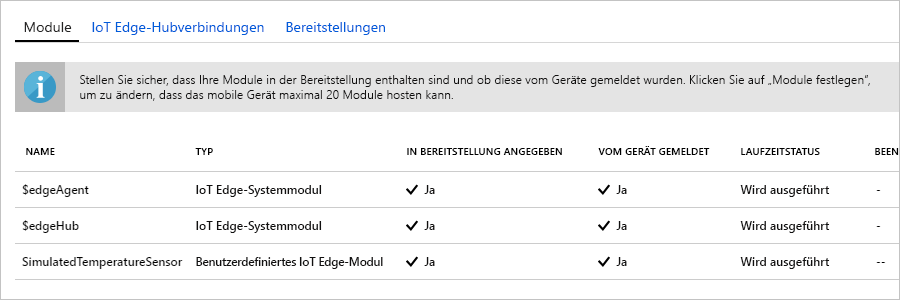 Module IoT Edge-Hubverbindungen Bereitstellungen
Stellen Sie sicher, dass Ihre Module in der Bereitstellung enthalten sind und ob diese vom Geräte gemeldet wurden. Klicken Sie auf „Module festlegen“,
um zu ändern, dass das mobile Gerät maximal 20 Module hosten kann.
NAME TYP IN BEREITSTELLUNG ANGEGEBEN VOM GERÄT GEMELDET LAUFZEITSTATUS BEEN
$edgeAgent IoT Edge-Systemmodul Ja Ja Wird ausgeführt -
$edgeHub IoT Edge-Systemmodul Ja Ja Wird ausgeführt -
SimulatedTemperatureSensor Benutzerdefiniertes IoT Edge-Modul Ja Ja Wird ausgeführt --